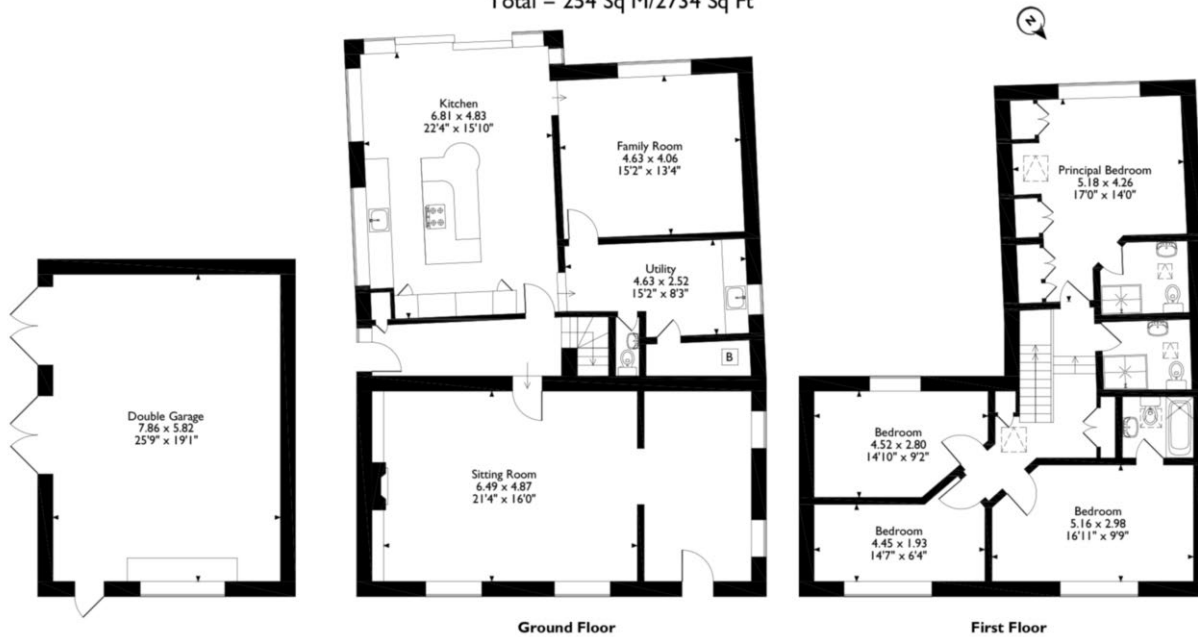 Total = 254 Sq M/2734 Sq Ft
N
Kitchen
6.81 x 4.83
22'4" x 15'10"
Family Room
4.63 x 4.06
15'2" x 13'4"
Utility
4.63 x 2.52
15'2" x 8'3"
B
Double Garage
7.86 x 5.82
25'9" x 19'1"
Sitting Room
6.49 x 4.87
21'4" x 16'0"
Principal Bedroom
5.18 x 4.26
17'0" x 14'0"
Bedroom
4.52 x 2.80
14'10" x 9'2"
Bedroom
4.45 x 1.93
14'7" x 6'4"
Bedroom
5.16 x 2.98
16'11" x 9'9"
Ground Floor
First Floor